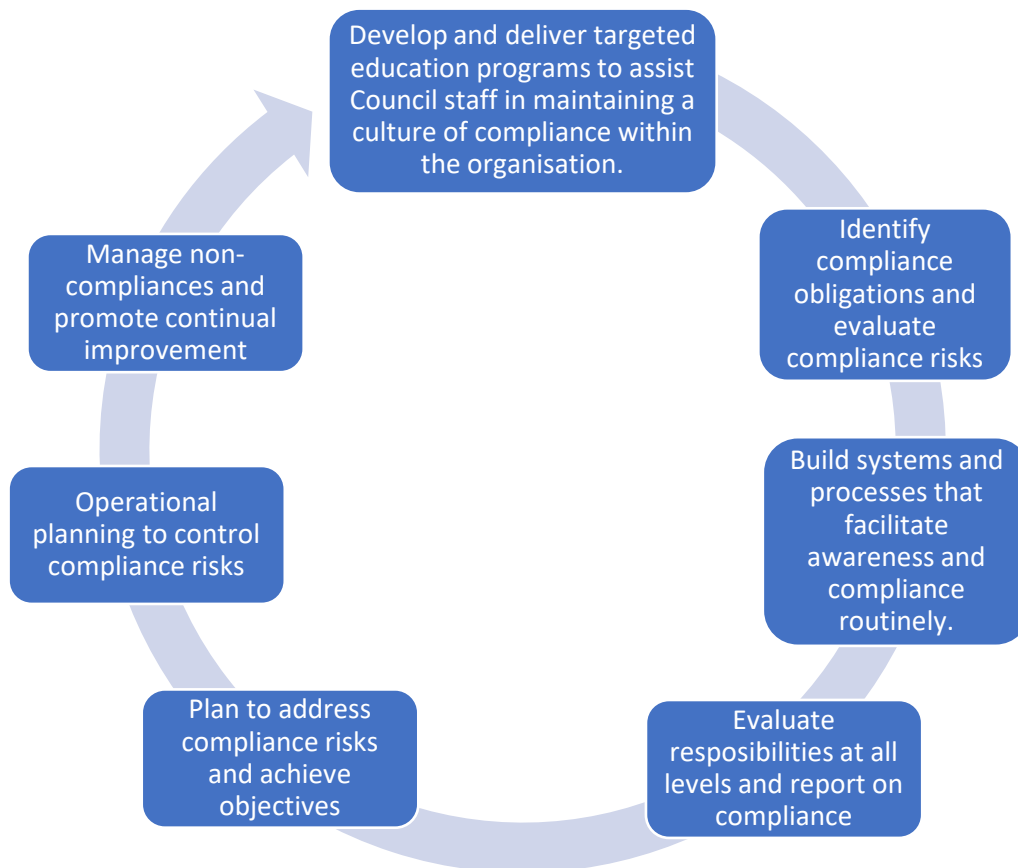 Develop and deliver targeted
education programs to assist
Council staff in maintaining a
culture of compliance within
the organisation.
Identify
compliance
obligations and
evaluate
compliance risks
Build systems and
processes that
facilitate
awareness and
compliance
routinely.
Evaluate
resposibilities at all
levels and report on
compliance
Plan to address
compliance risks
and achieve
objectives
Operational
planning to control
compliance risks
Manage non-
compliances and
promote continual
improvement